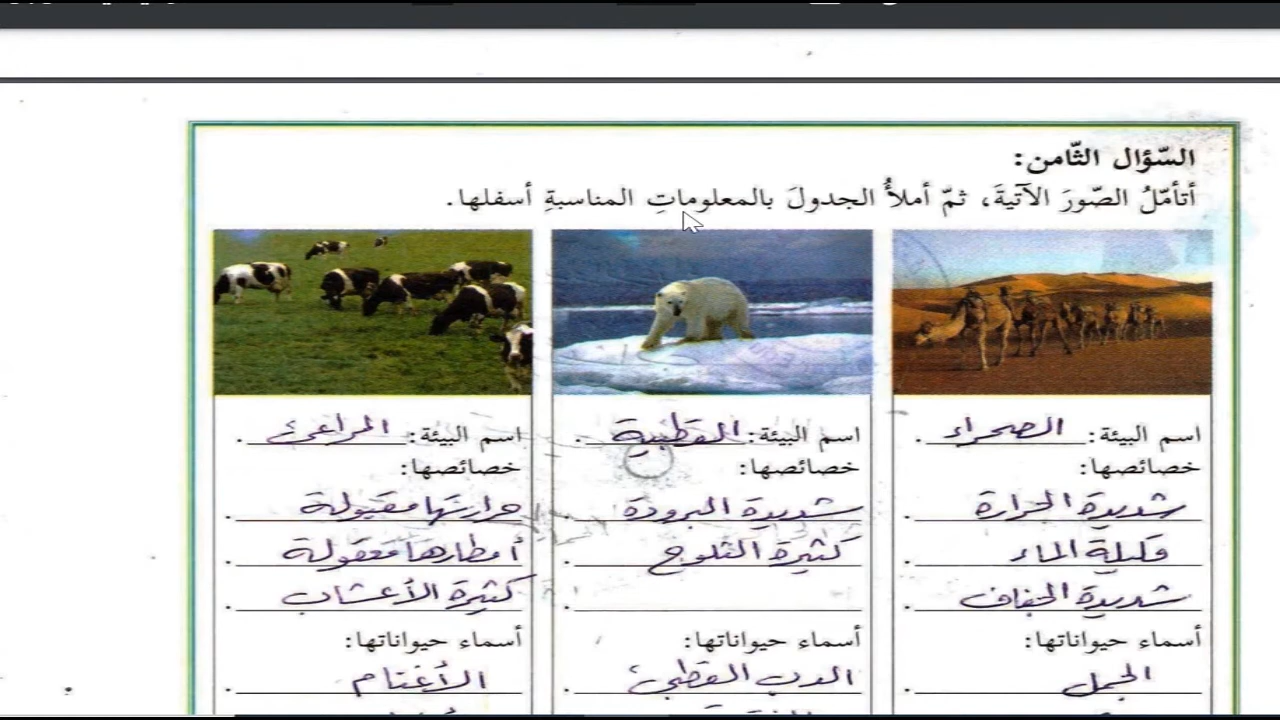 السّؤال الثّامن:
أتأمّلُ الصّورَ الآتيةَ، ثمّ أملأُ الجدولَ بالمعلوماتِ المناسبةِ أسفلها.
اسم البيئة: الصحراء.
خصائصها:
شديدة الحرارة.
قليلة الماء.
شديدة الجفاف.
أسماء حيواناتها:
الجمل.
اسم البيئة: القطبية.
خصائصها:
شديدة البرودة.
كثيرة الثلوج.
أسماء حيواناتها:
الدب القطبي.
اسم البيئة: المراعي.
خصائصها:
حرارتها مقبولة.
أمطارها معقولة.
كثيرة الأعشاب.
أسماء حيواناتها:
الأغنام.